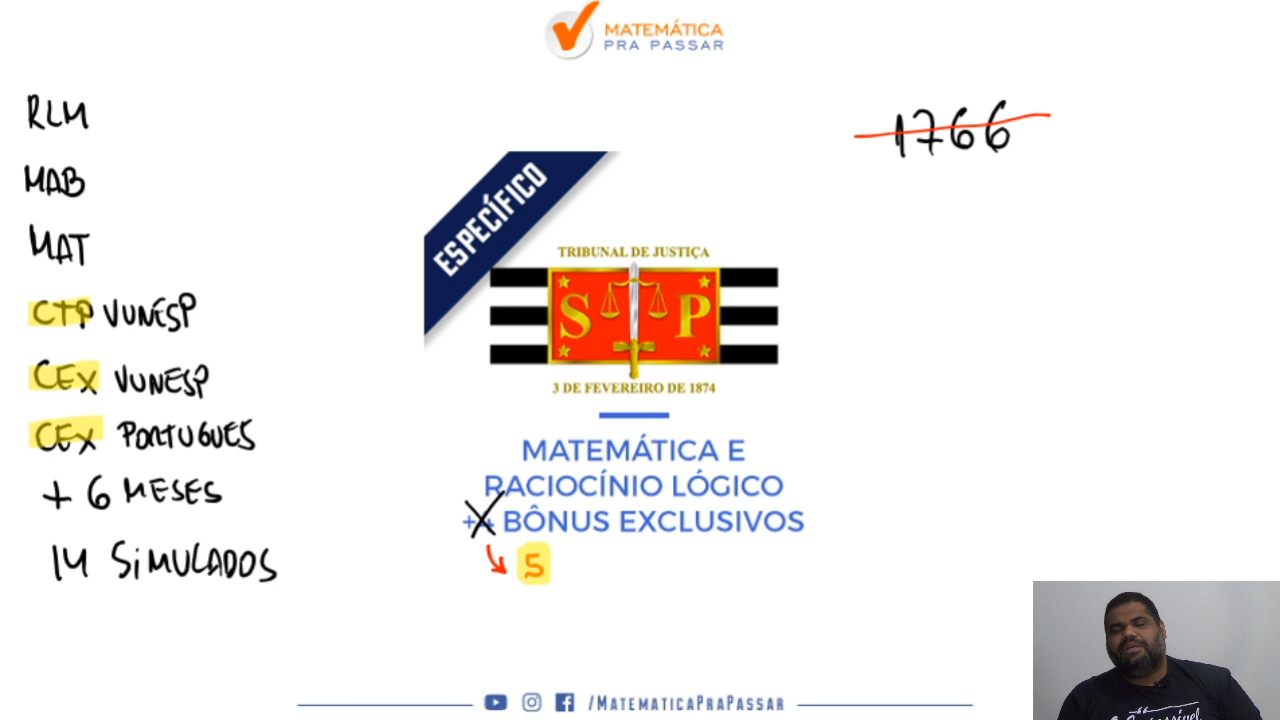 MATEMÁTICA
PRA PASSAR
RLM
MAB
MAT
CTP VUNESP
CEX VUNESP
CEX PORTUGUES
+ 6 MESES
14 SIMULADOS
1766
ESPECÍFICO
TRIBUNAL DE JUSTIÇA
S P
3 DE FEVEREIRO DE 1874
MATEMÁTICA E
RACIOCÍNIO LÓGICO
+4 BÔNUS EXCLUSIVOS
5
/MATEMATICAPRAPASSAR